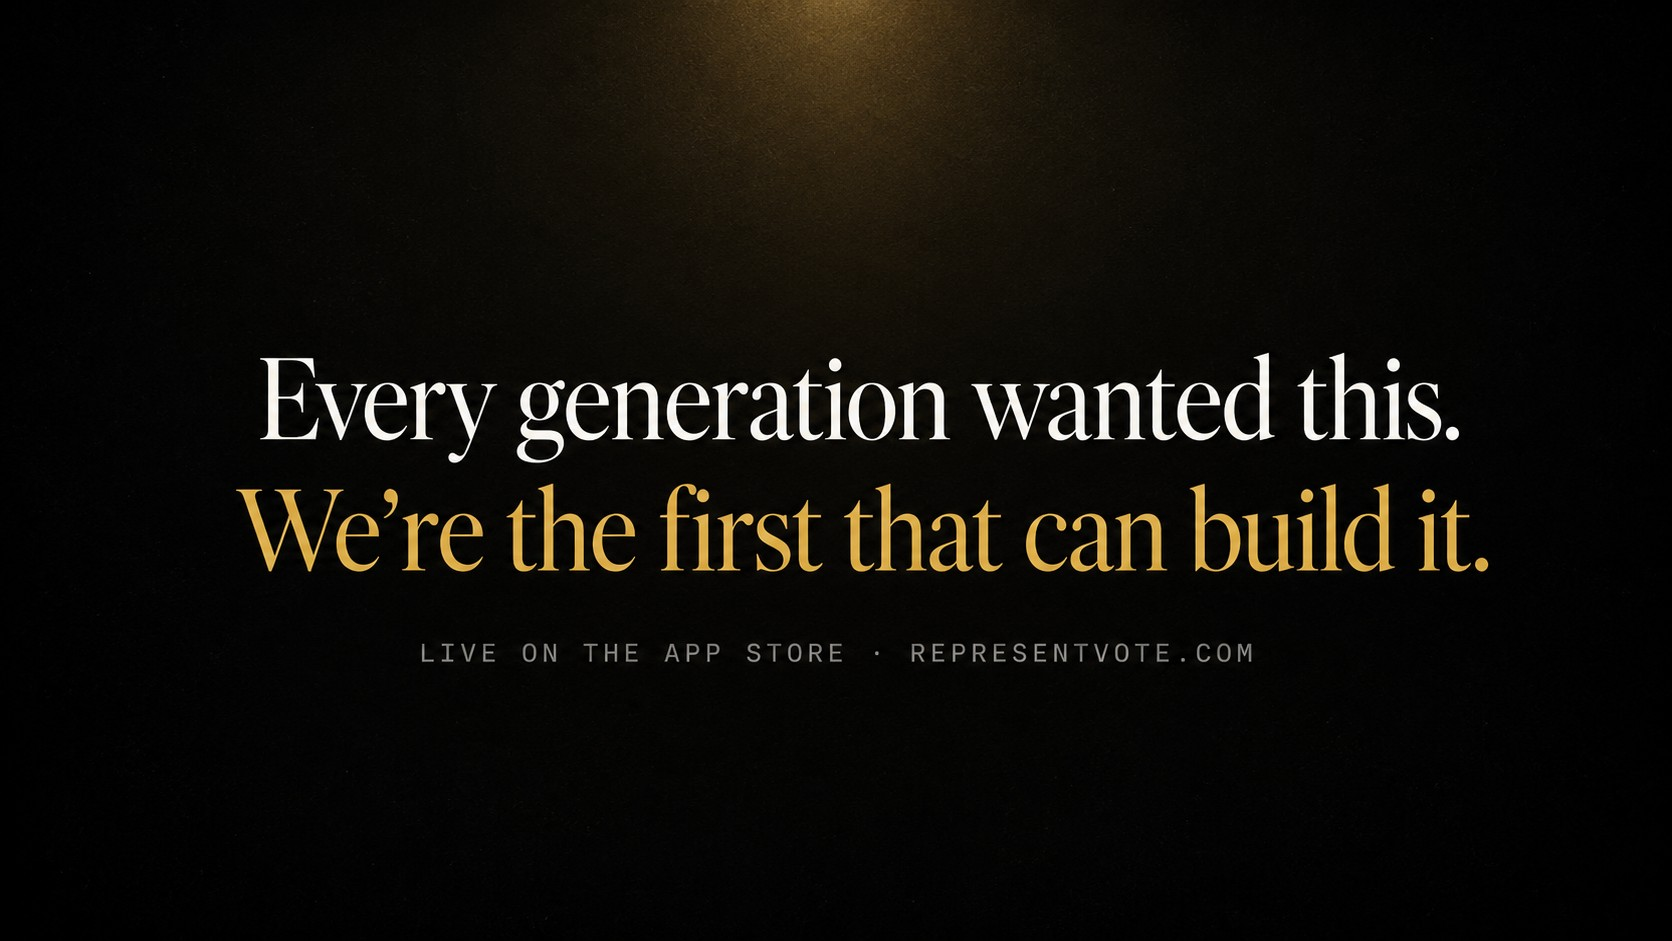 Every generation wanted this.
We’re the first that can build it.
LIVE ON THE APP STORE · REPRESENTVOTE.COM